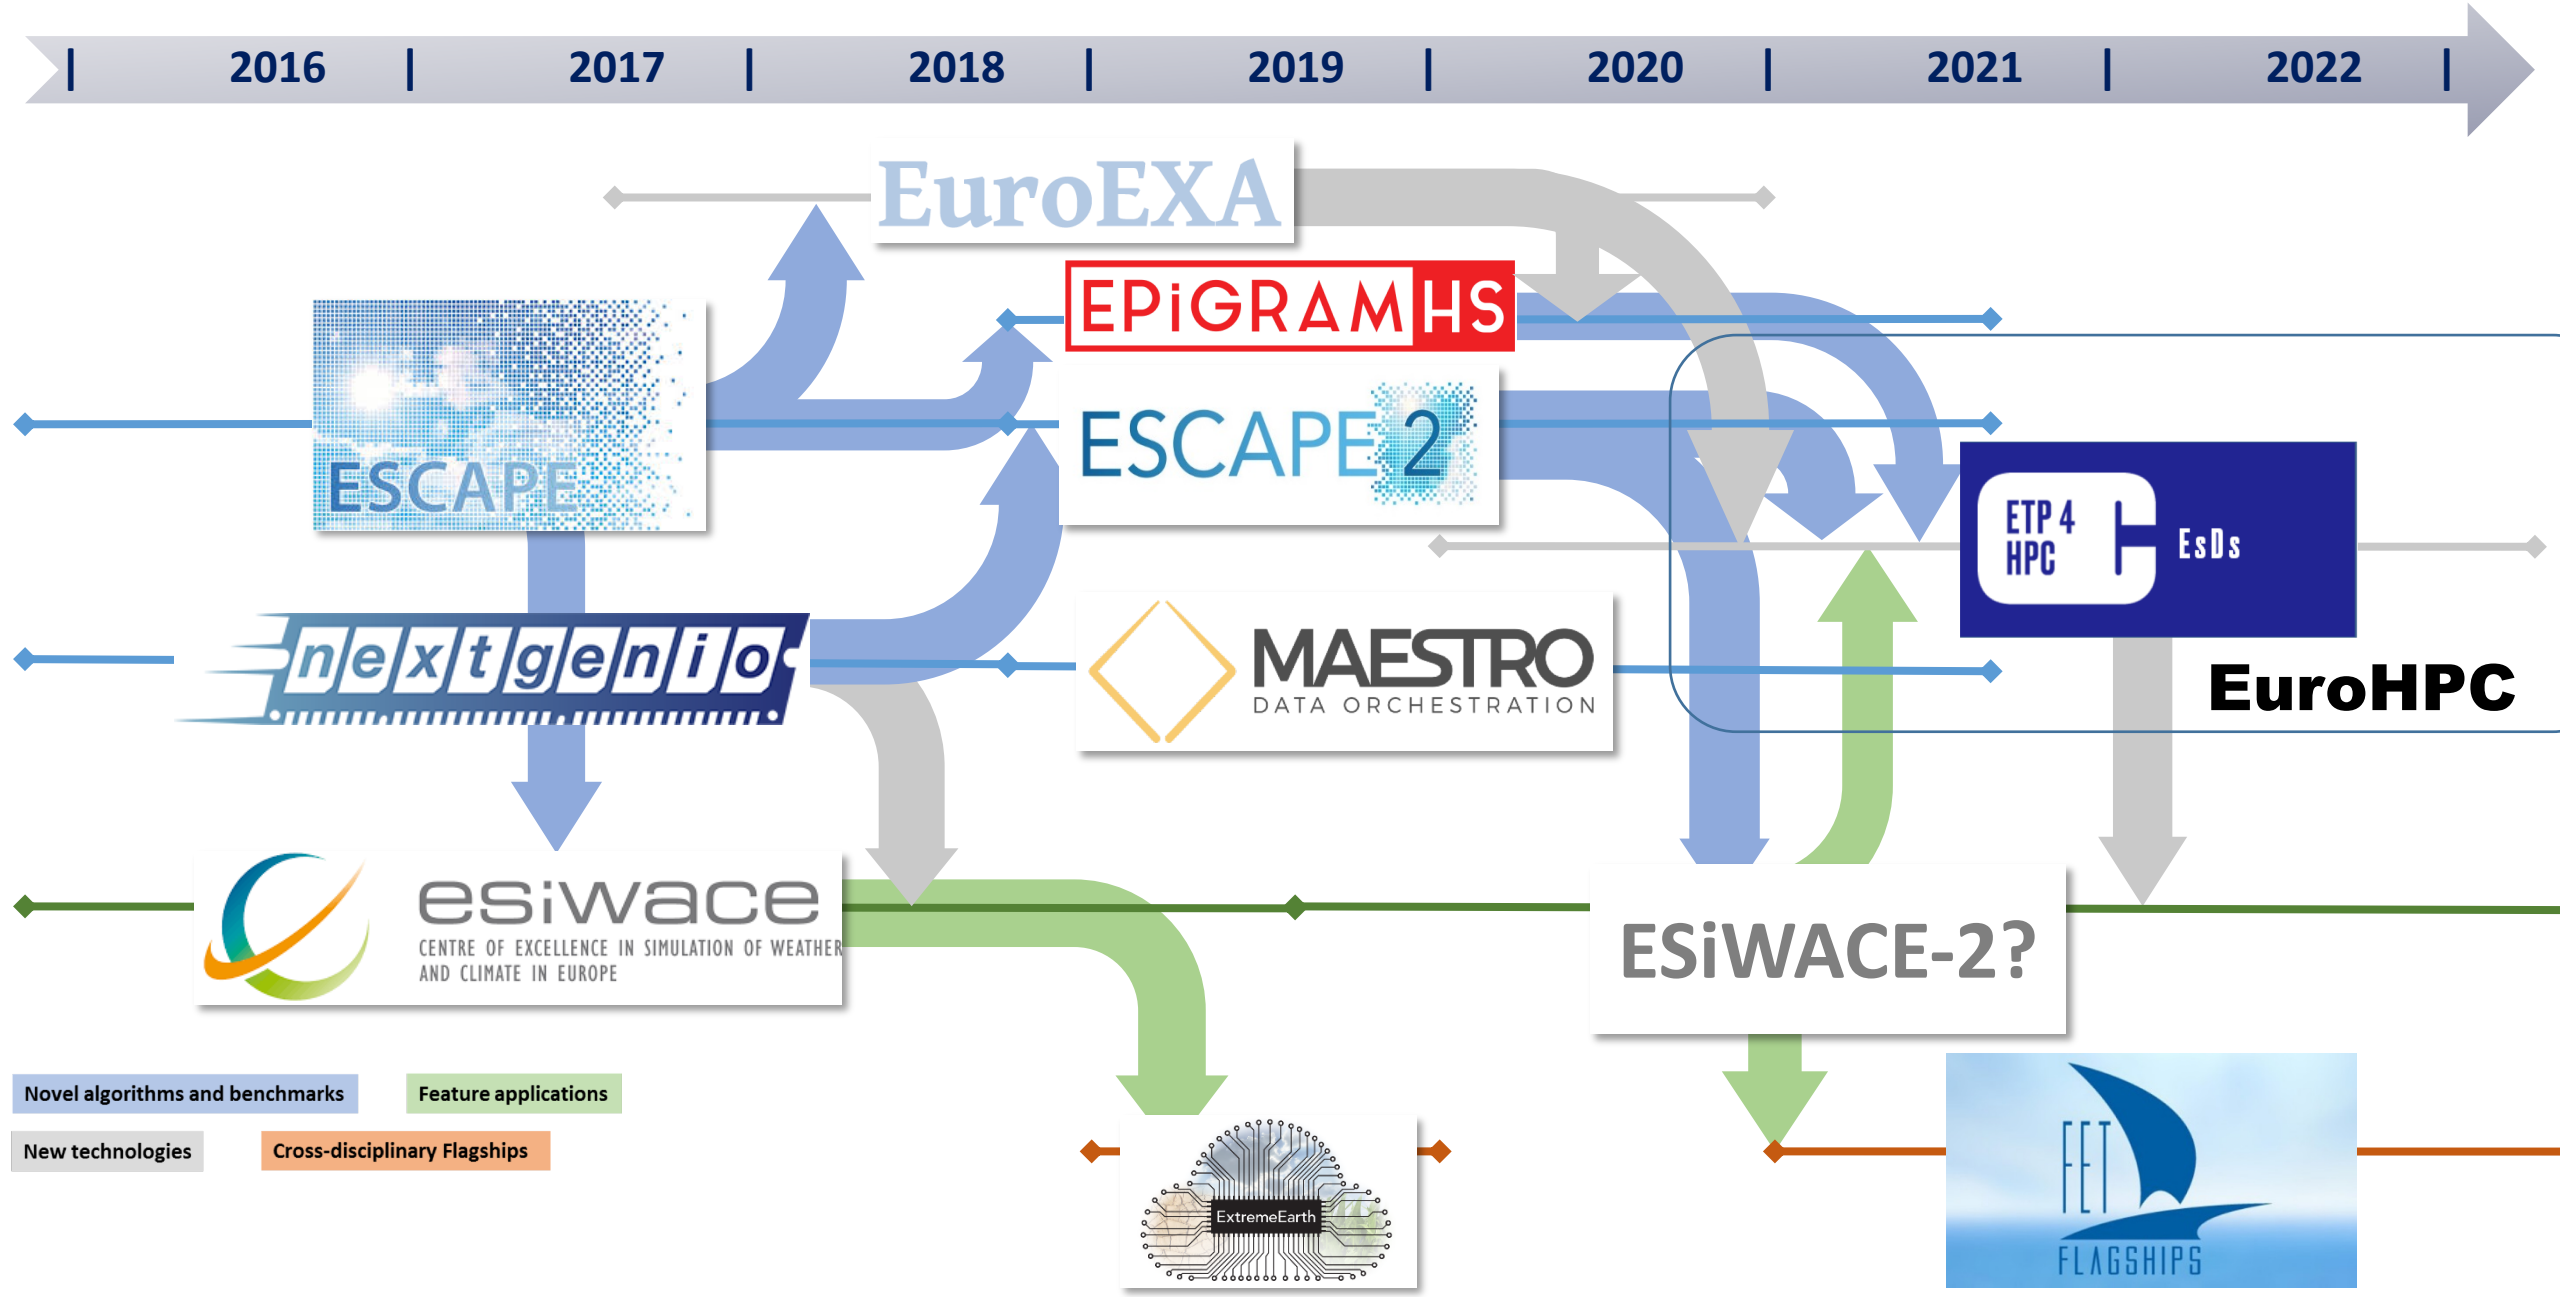 2016 | 2017 | 2018 | 2019 | 2020 | 2021 | 2022
EuroEXA
EPiGRAM HS
ESCAPE
ESCAPE 2
ETP 4
HPC
EsDs
nextgenio
MAESTRO
DATA ORCHESTRATION
EuroHPC
esiwace
CENTRE OF EXCELLENCE IN SIMULATION OF WEATHER
AND CLIMATE IN EUROPE
ESiWACE-2?
Novel algorithms and benchmarks
Feature applications
New technologies
Cross-disciplinary Flagships
ExtremeEarth
FET
FLAGSHIPS